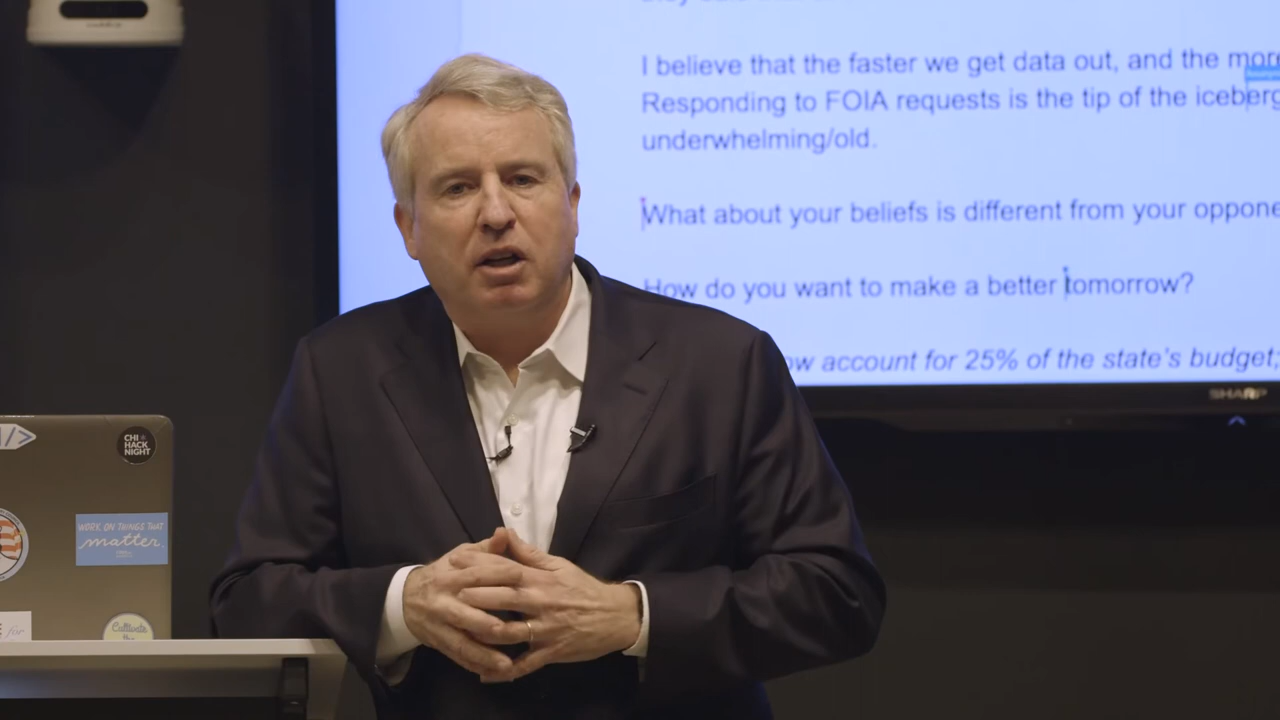 I believe that the faster we get data out, and the more
Responding to FOIA requests is the tip of the iceberg
underwhelming/old.
What about your beliefs is different from your oppone
How do you want to make a better tomorrow?
ow account for 25% of the state's budget;
SHARP
CHI
HACK
NIGHT
WORK ON THINGS THAT
matter.
for
Cultivate
the